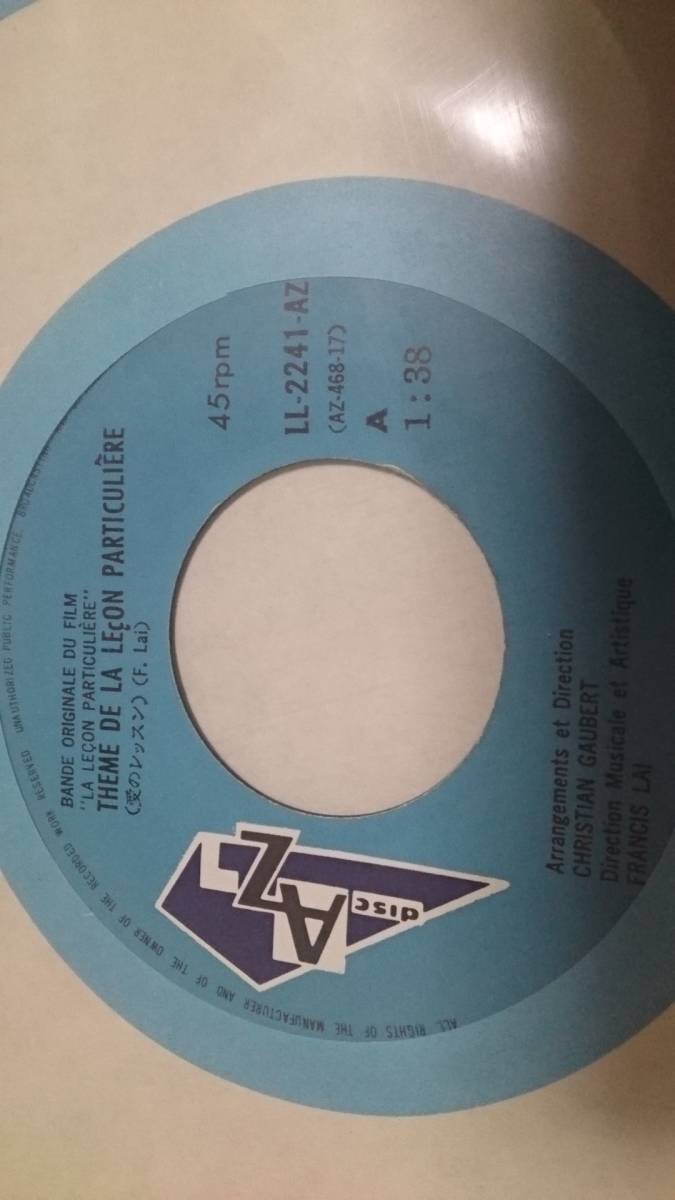 BANDE ORIGINALE DU FILM
"LA LEÇON PARTICULIÈRE"
THEME DE LA LEÇON PARTICULIÈRE
(愛のレッスン) (F. Lai)
45rpm
LL-2241-AZ
(AZ-468-17)
A
1:38
disc AZ
Arrangements et Direction
CHRISTIAN GAUBERT
Direction Musicale et Artistique
FRANCIS LAI
ALL RIGHTS OF THE MANUFACTURER AND OF THE OWNER OF THE RECORDED WORK RESERVED UNAUTHORIZED PUBLIC PERFORMANCE